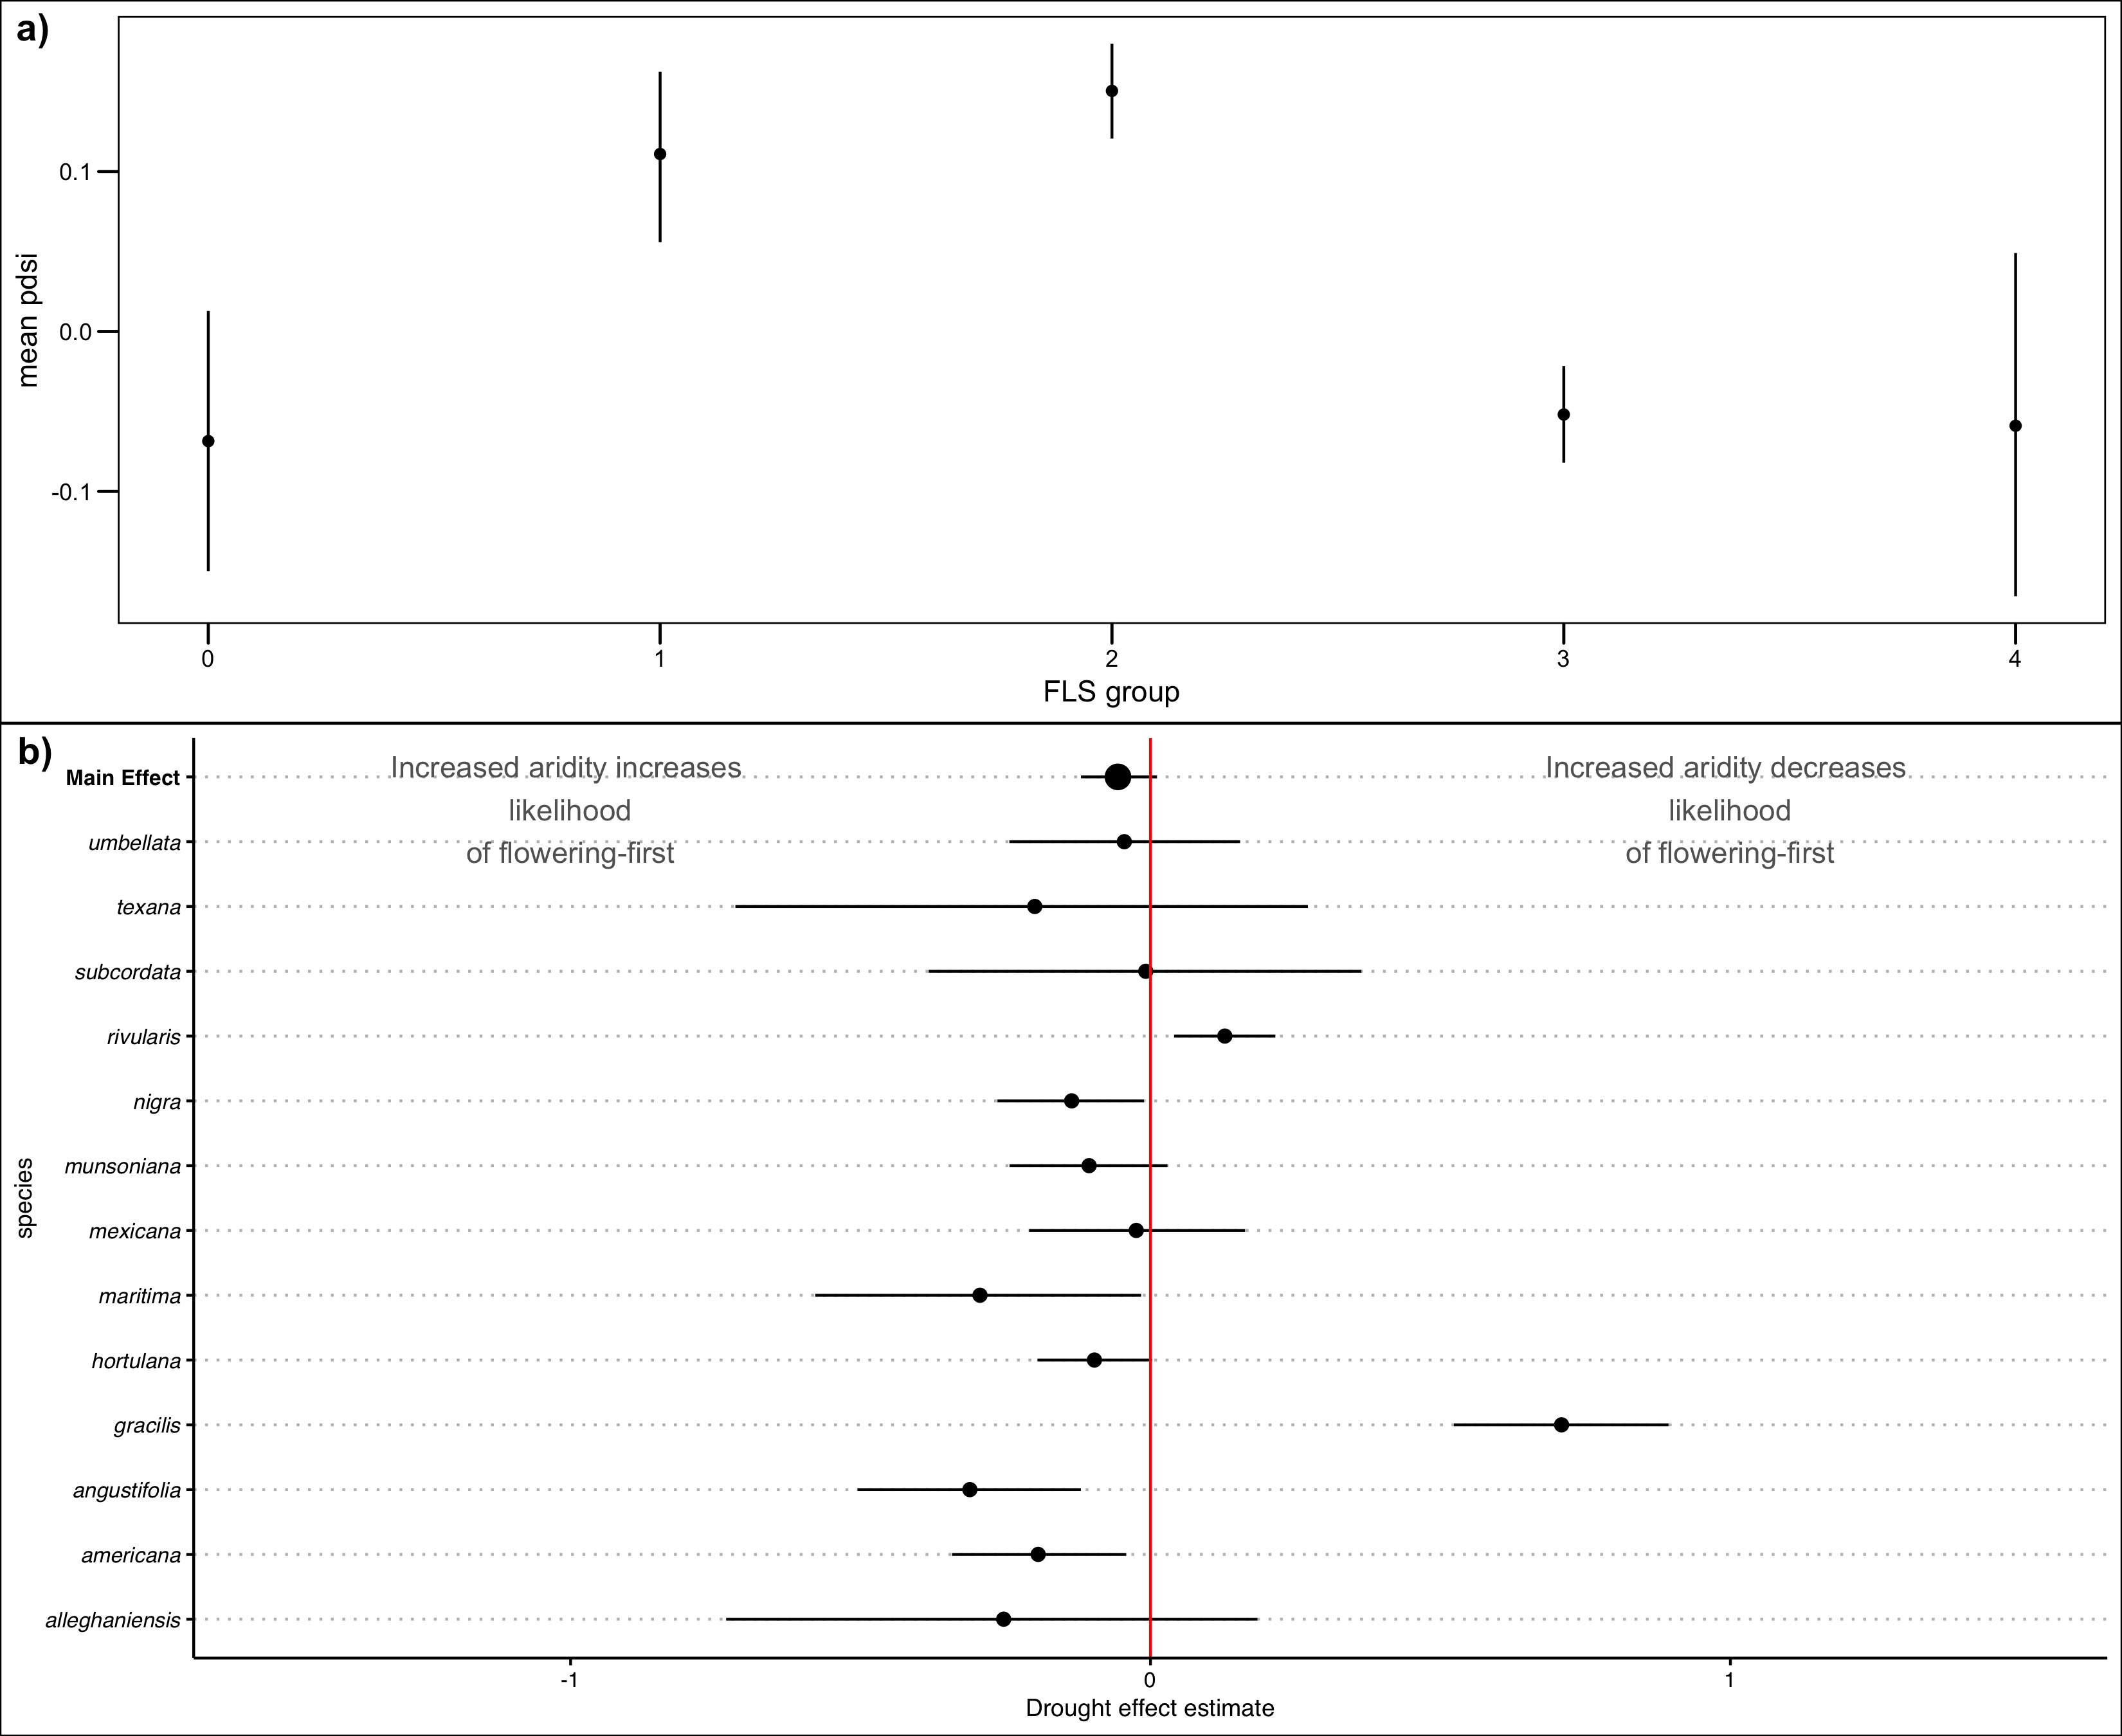 a)
mean pdsi
0.1
0.0
-0.1
0 1 2 3 4
FLS group
b)
Increased aridity increases
likelihood
of flowering-first
Increased aridity decreases
likelihood
of flowering-first
species
Main Effect
umbellata
texana
subcordata
rivularis
nigra
munsoniana
mexicana
maritima
hortulana
gracilis
angustifolia
americana
alleghaniensis
-1 0 1
Drought effect estimate